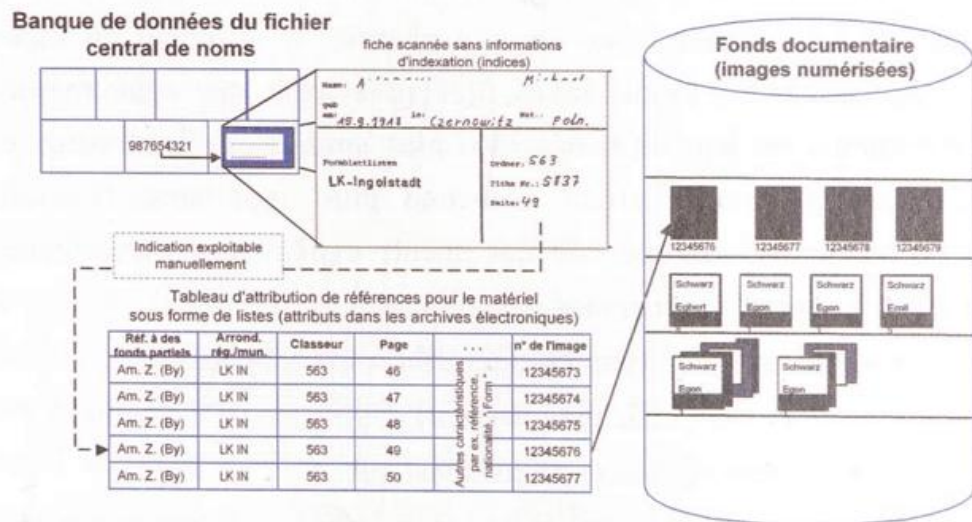 Banque de données du fichier
central de noms
987654321
fiche scannée sans informations
d'indexation (indices)
Name: A
Michael
geb
am: 19.9.1918 in: Czernowitz Nat.: Poln.
Formblattlisten
LK-Ingolstadt
Ordner: 563
Fiche Nr.: 5837
Seite: 49
Indication exploitable
manuellement
Tableau d'attribution de références pour le matériel
sous forme de listes (attributs dans les archives électroniques)
Réf. à des
fonds partiels
Arrond.
rég./mun.
Classeur
Page
...
n° de l'image
Am. Z. (By) LK IN 563 46 12345673
Am. Z. (By) LK IN 563 47 12345674
Am. Z. (By) LK IN 563 48 12345675
Am. Z. (By) LK IN 563 49 12345676
Am. Z. (By) LK IN 563 50 12345677
Autres caractéristiques
par ex. référence,
nationalité, "Form"
Fonds documentaire
(images numérisées)
12345676 12345677 12345678 12345679
Schwarz Schwarz Schwarz Schwarz
Egbert Egon Egon Emil
Schwarz Schwarz
Egon Egon